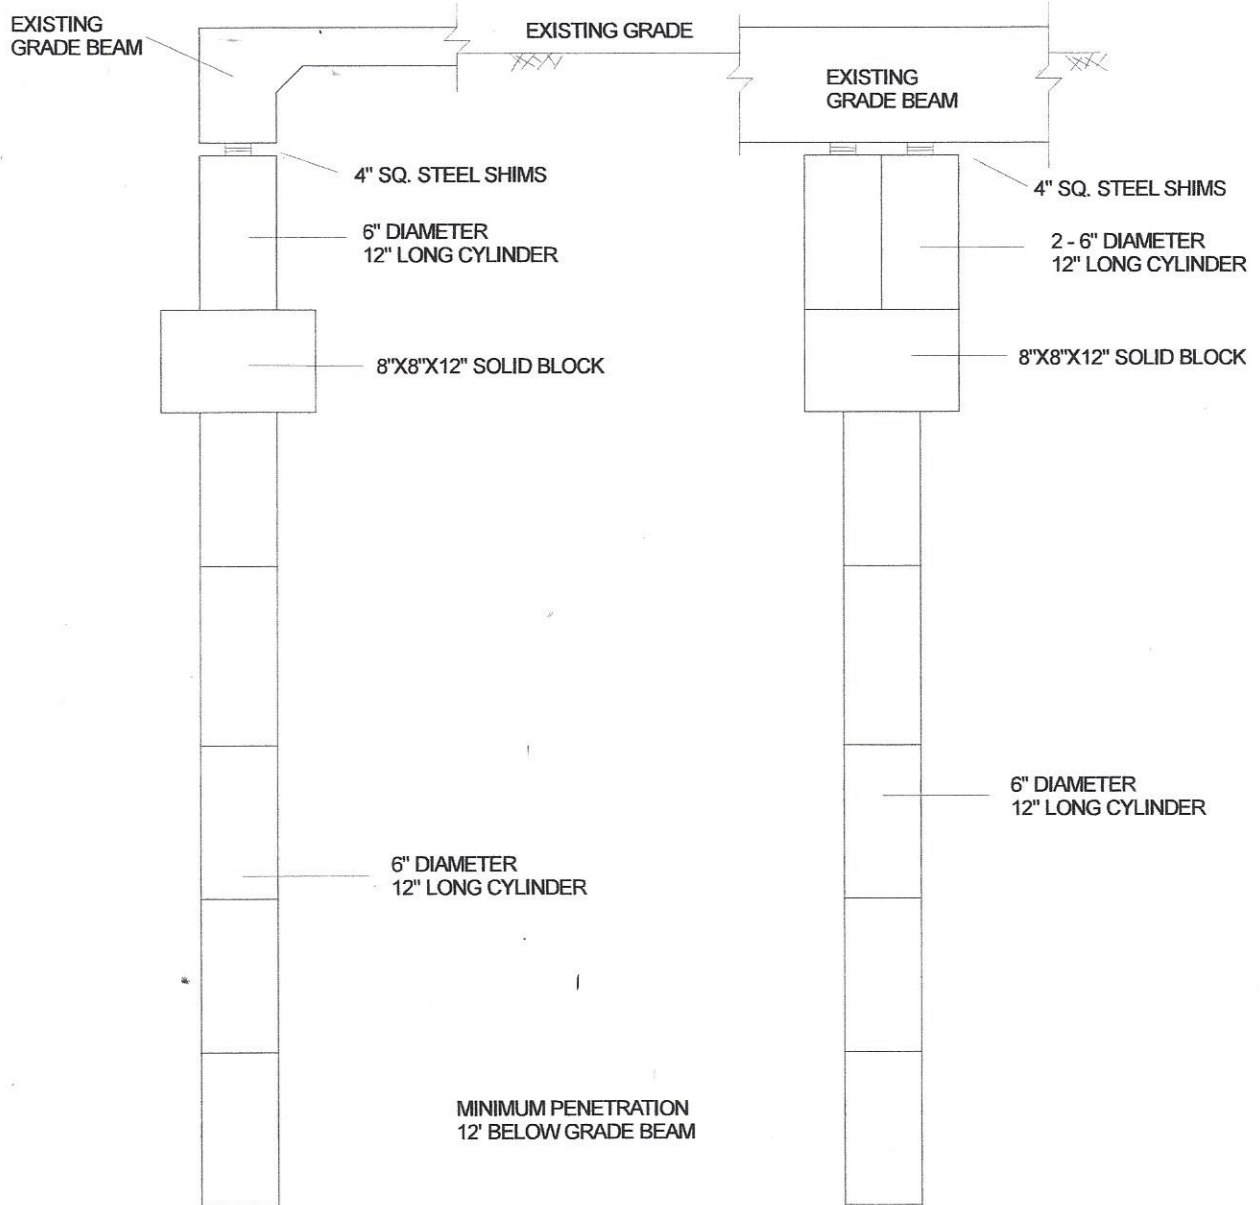 EXISTING
GRADE BEAM
EXISTING GRADE
EXISTING
GRADE BEAM
4" SQ. STEEL SHIMS
4" SQ. STEEL SHIMS
6" DIAMETER
12" LONG CYLINDER
2 - 6" DIAMETER
12" LONG CYLINDER
8"X8"X12" SOLID BLOCK
8"X8"X12" SOLID BLOCK
6" DIAMETER
12" LONG CYLINDER
6" DIAMETER
12" LONG CYLINDER
MINIMUM PENETRATION
12' BELOW GRADE BEAM